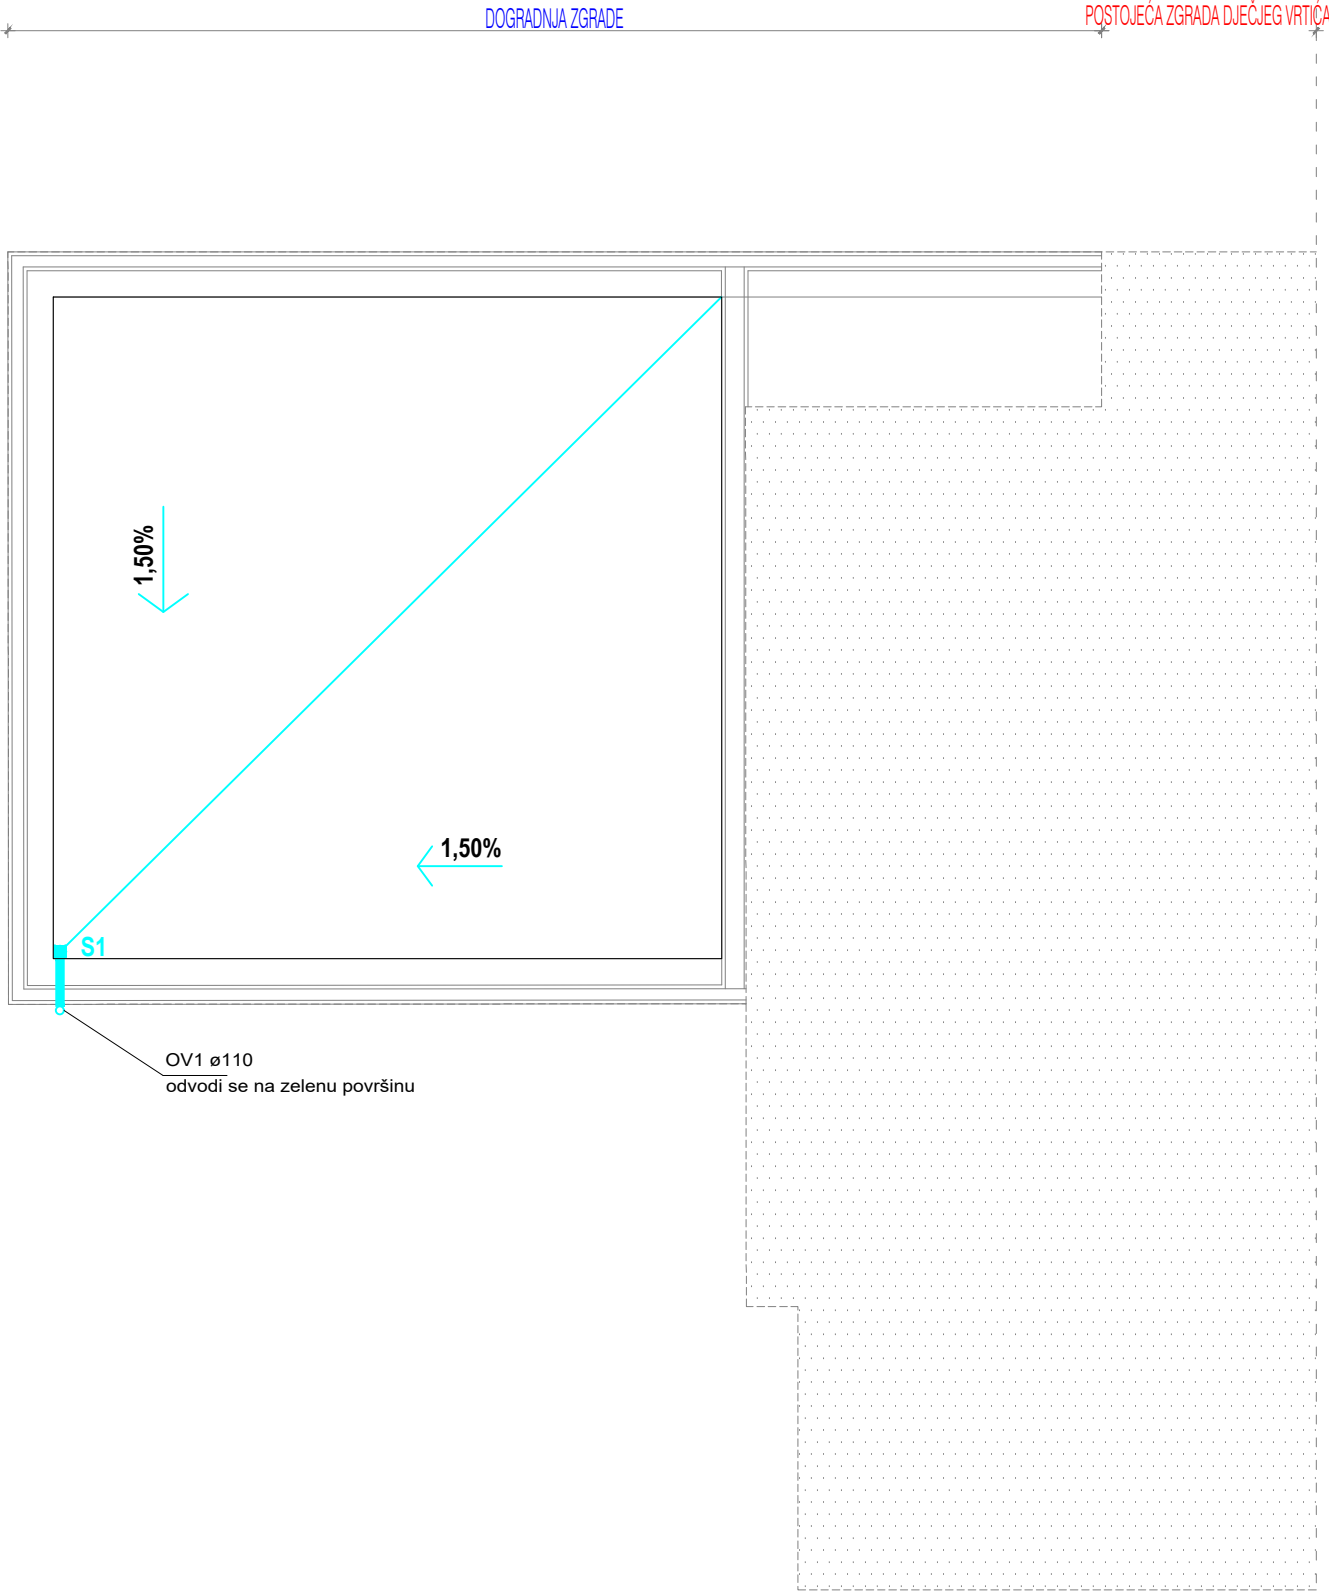 DOGRADNJA ZGRADE
POSTOJEĆA ZGRADA DJEČJEG VRTIĆA
1,50%
1,50%
S1
OV1 ø110
odvodi se na zelenu površinu